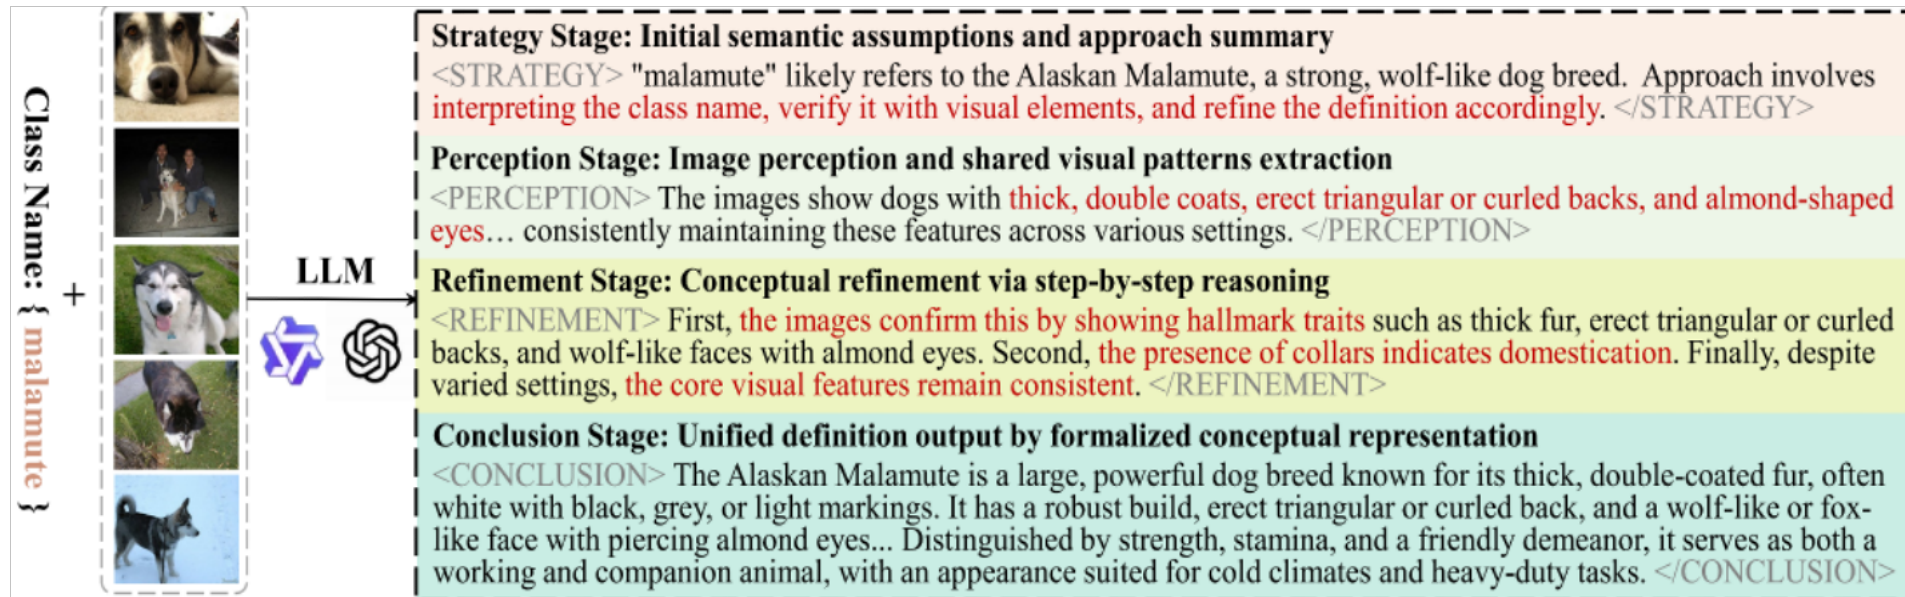 Class Name: { malamute }
+
LLM
Strategy Stage: Initial semantic assumptions and approach summary
<STRATEGY> "malamute" likely refers to the Alaskan Malamute, a strong, wolf-like dog breed. Approach involves
interpreting the class name, verify it with visual elements, and refine the definition accordingly. </STRATEGY>
Perception Stage: Image perception and shared visual patterns extraction
<PERCEPTION> The images show dogs with thick, double coats, erect triangular or curled backs, and almond-shaped
eyes… consistently maintaining these features across various settings. </PERCEPTION>
Refinement Stage: Conceptual refinement via step-by-step reasoning
<REFINEMENT> First, the images confirm this by showing hallmark traits such as thick fur, erect triangular or curled
backs, and wolf-like faces with almond eyes. Second, the presence of collars indicates domestication. Finally, despite
varied settings, the core visual features remain consistent. </REFINEMENT>
Conclusion Stage: Unified definition output by formalized conceptual representation
<CONCLUSION> The Alaskan Malamute is a large, powerful dog breed known for its thick, double-coated fur, often
white with black, grey, or light markings. It has a robust build, erect triangular or curled back, and a wolf-like or fox-
like face with piercing almond eyes... Distinguished by strength, stamina, and a friendly demeanor, it serves as both a
working and companion animal, with an appearance suited for cold climates and heavy-duty tasks. </CONCLUSION>